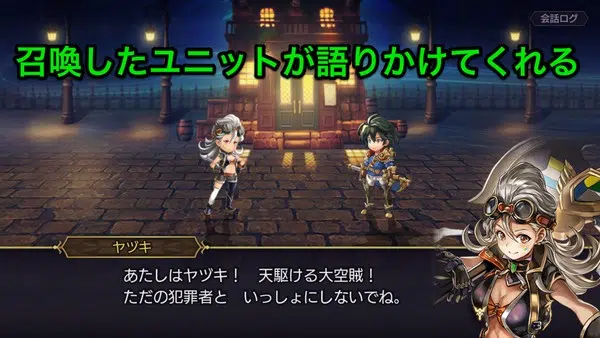 会話ログ
召喚したユニットが語りかけてくれる
ヤヅキ
あたしはヤヅキ！　天駆ける大空賊！
ただの犯罪者と　いっしょにしないでね。